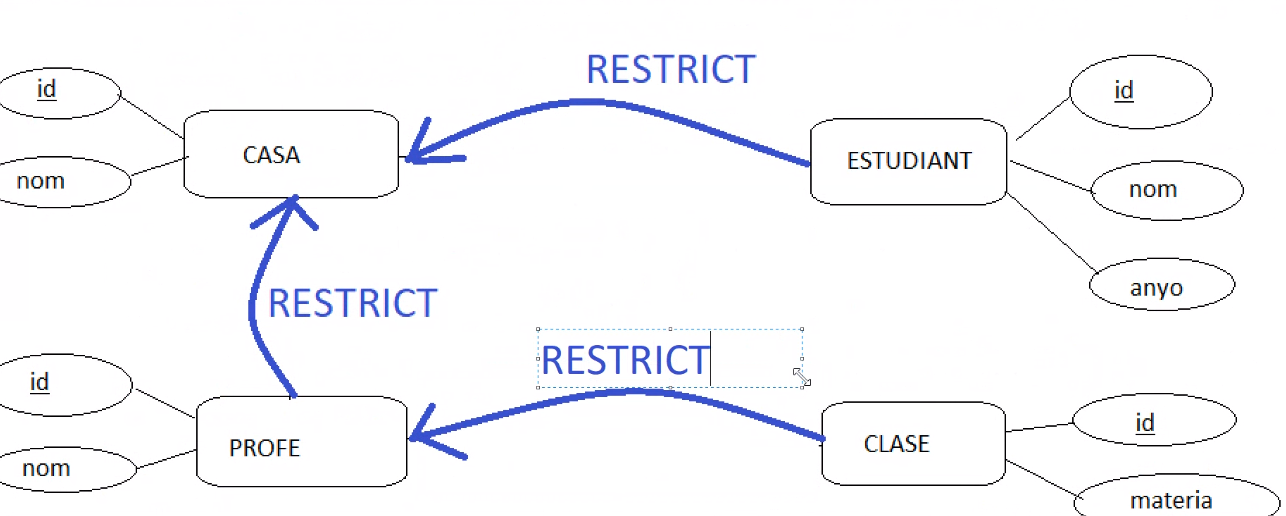 RESTRICT
id
id
CASA
ESTUDIANT
nom
nom
anyo
RESTRICT
RESTRICT
id
id
PROFE
CLASE
nom
materia